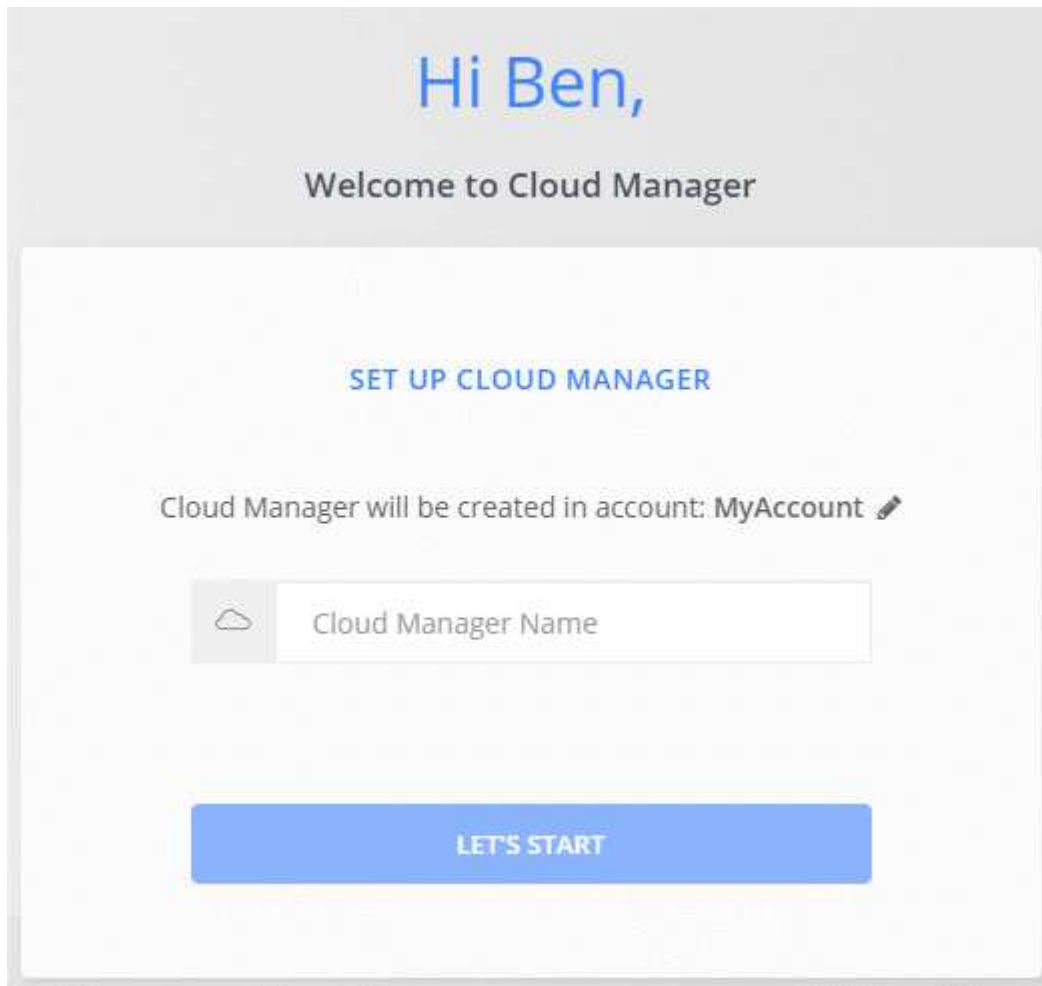 Hi Ben,
Welcome to Cloud Manager
SET UP CLOUD MANAGER
Cloud Manager will be created in account: MyAccount
Cloud Manager Name
LET'S START